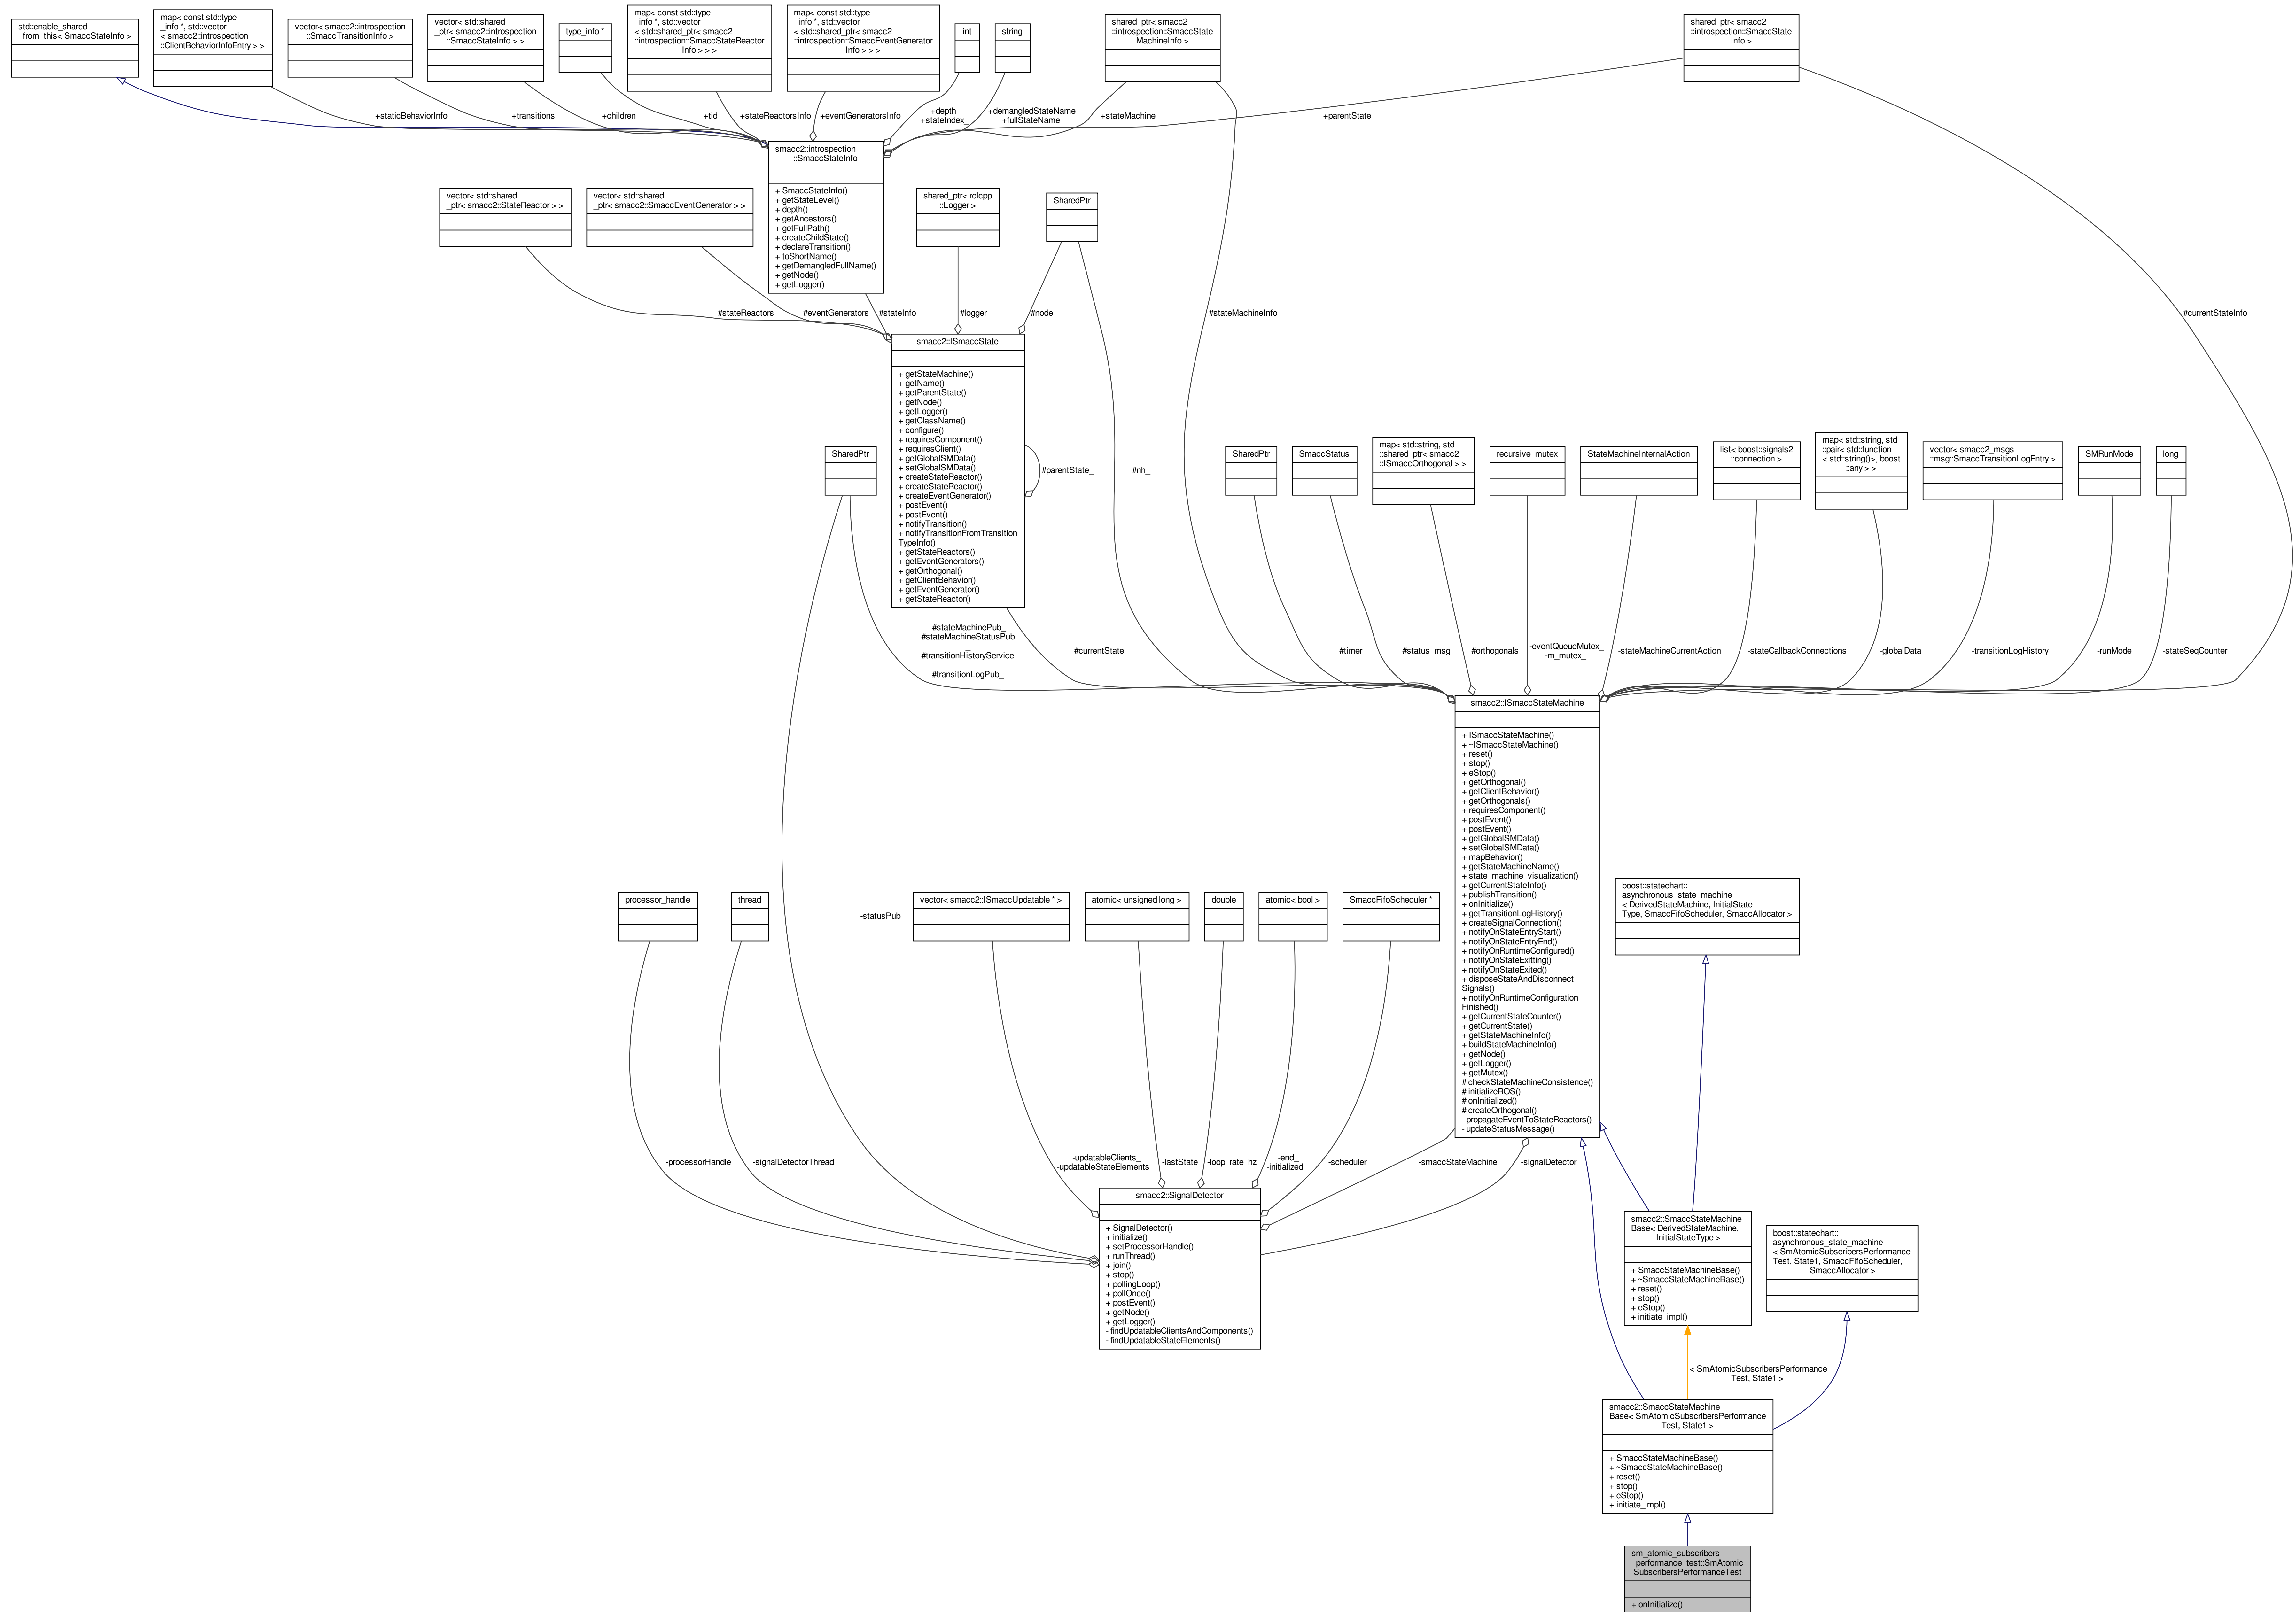 std::enable_shared
_from_this< SmaccStateInfo >
map< const std::type
_info *, std::vector
< smacc2::introspection
::ClientBehaviorInfoEntry > >
vector< smacc2::introspection
::SmaccTransitionInfo >
vector< std::shared
_ptr< smacc2::introspection
::SmaccStateInfo > >
type_info *
map< const std::type
_info *, std::vector
< std::shared_ptr< smacc2
::introspection::SmaccStateReactor
Info > > >
map< const std::type
_info *, std::vector
< std::shared_ptr< smacc2
::introspection::SmaccEventGenerator
Info > > >
int
string
shared_ptr< smacc2
::introspection::SmaccState
MachineInfo >
shared_ptr< smacc2
::introspection::SmaccState
Info >
+staticBehaviorInfo
+transitions_
+children_
+tid_
+stateReactorsInfo
+eventGeneratorsInfo
+depth_
+stateIndex_
+demangledStateName
+fullStateName
+stateMachine_
+parentState_
smacc2::introspection
::SmaccStateInfo
+ SmaccStateInfo()
+ getStateLevel()
+ depth()
+ getAncestors()
+ getFullPath()
+ createChildState()
+ declareTransition()
+ toShortName()
+ getDemangledFullName()
+ getNode()
+ getLogger()
vector< std::shared
_ptr< smacc2::StateReactor > >
vector< std::shared
_ptr< smacc2::SmaccEventGenerator > >
shared_ptr< rclcpp
::Logger >
SharedPtr
#stateReactors_
#eventGenerators_
#stateInfo_
#logger_
#node_
#stateMachineInfo_
#currentStateInfo_
smacc2::ISmaccState
+ getStateMachine()
+ getName()
+ getParentState()
+ getNode()
+ getLogger()
+ getClassName()
+ configure()
+ requiresComponent()
+ requiresClient()
+ getGlobalSMData()
+ setGlobalSMData()
+ createStateReactor()
+ createStateReactor()
+ createEventGenerator()
+ postEvent()
+ postEvent()
+ notifyTransition()
+ notifyTransitionFromTransition
TypeInfo()
+ getStateReactors()
+ getEventGenerators()
+ getOrthogonal()
+ getClientBehavior()
+ getEventGenerator()
+ getStateReactor()
#parentState_
#nh_
SharedPtr
SharedPtr
SmaccStatus
map< std::string, std
::shared_ptr< smacc2
::ISmaccOrthogonal > >
recursive_mutex
StateMachineInternalAction
list< boost::signals2
::connection >
map< std::string, std
::pair< std::function
< std::string()>, boost
::any > >
vector< smacc2_msgs
::msg::SmaccTransitionLogEntry >
SMRunMode
long
#stateMachinePub_
#stateMachineStatusPub
_
#transitionHistoryService
_
#transitionLogPub_
#currentState_
#timer_
#status_msg_
#orthogonals_
-eventQueueMutex_
-m_mutex_
-stateMachineCurrentAction
-stateCallbackConnections
-globalData_
-transitionLogHistory_
-runMode_
-stateSeqCounter_
smacc2::ISmaccStateMachine
+ ISmaccStateMachine()
+ ~ISmaccStateMachine()
+ reset()
+ stop()
+ eStop()
+ getOrthogonal()
+ getClientBehavior()
+ getOrthogonals()
+ requiresComponent()
+ postEvent()
+ postEvent()
+ getGlobalSMData()
+ setGlobalSMData()
+ mapBehavior()
+ getStateMachineName()
+ state_machine_visualization()
+ getCurrentStateInfo()
+ publishTransition()
+ onInitialize()
+ getTransitionLogHistory()
+ createSignalConnection()
+ notifyOnStateEntryStart()
+ notifyOnStateEntryEnd()
+ notifyOnRuntimeConfigured()
+ notifyOnStateExitting()
+ notifyOnStateExited()
+ disposeStateAndDisconnect
Signals()
+ notifyOnRuntimeConfiguration
Finished()
+ getCurrentStateCounter()
+ getCurrentState()
+ getStateMachineInfo()
+ buildStateMachineInfo()
+ getNode()
+ getLogger()
+ getMutex()
# checkStateMachineConsistence()
# initializeROS()
# onInitialized()
# createOrthogonal()
- propagateEventToStateReactors()
- updateStatusMessage()
processor_handle
thread
-statusPub_
vector< smacc2::ISmaccUpdatable * >
atomic< unsigned long >
double
atomic< bool >
SmaccFifoScheduler *
boost::statechart::
asynchronous_state_machine
< DerivedStateMachine, InitialState
Type, SmaccFifoScheduler, SmaccAllocator >
-processorHandle_
-signalDetectorThread_
-updatableClients_
-updatableStateElements_
-lastState_
-loop_rate_hz
-end_
-initialized_
-scheduler_
-smaccStateMachine_
-signalDetector_
smacc2::SignalDetector
+ SignalDetector()
+ initialize()
+ setProcessorHandle()
+ runThread()
+ join()
+ stop()
+ pollingLoop()
+ pollOnce()
+ postEvent()
+ getNode()
+ getLogger()
- findUpdatableClientsAndComponents()
- findUpdatableStateElements()
smacc2::SmaccStateMachine
Base< DerivedStateMachine,
InitialStateType >
+ SmaccStateMachineBase()
+ ~SmaccStateMachineBase()
+ reset()
+ stop()
+ eStop()
+ initiate_impl()
boost::statechart::
asynchronous_state_machine
< SmAtomicSubscribersPerformance
Test, State1, SmaccFifoScheduler,
SmaccAllocator >
< SmAtomicSubscribersPerformance
Test, State1 >
smacc2::SmaccStateMachine
Base< SmAtomicSubscribersPerformance
Test, State1 >
+ SmaccStateMachineBase()
+ ~SmaccStateMachineBase()
+ reset()
+ stop()
+ eStop()
+ initiate_impl()
sm_atomic_subscribers
_performance_test::SmAtomic
SubscribersPerformanceTest
+ onInitialize()